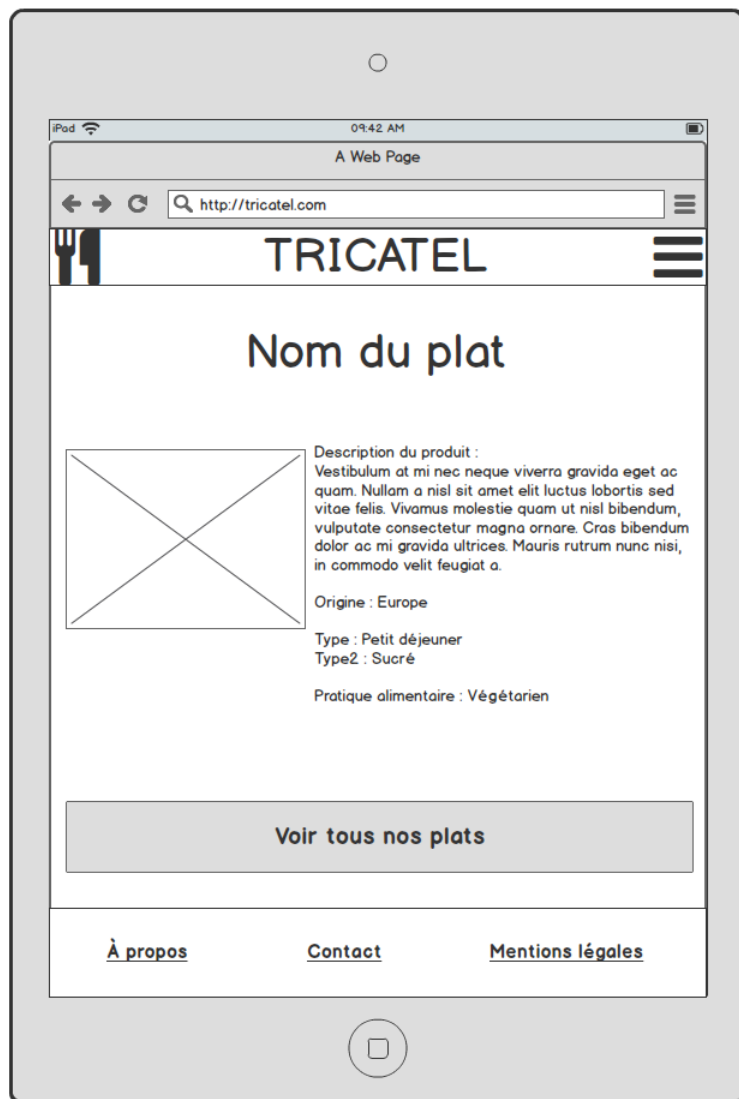 iPad
09:42 AM
A Web Page
http://tricatel.com
TRICATEL
Nom du plat
Description du produit :
Vestibulum at mi nec neque viverra gravida eget ac
quam. Nullam a nisl sit amet elit luctus lobortis sed
vitae felis. Vivamus molestie quam ut nisl bibendum,
vulputate consectetur magna ornare. Cras bibendum
dolor ac mi gravida ultrices. Mauris rutrum nunc nisi,
in commodo velit feugiat a.
Origine : Europe
Type : Petit déjeuner
Type2 : Sucré
Pratique alimentaire : Végétarien
Voir tous nos plats
À propos
Contact
Mentions légales